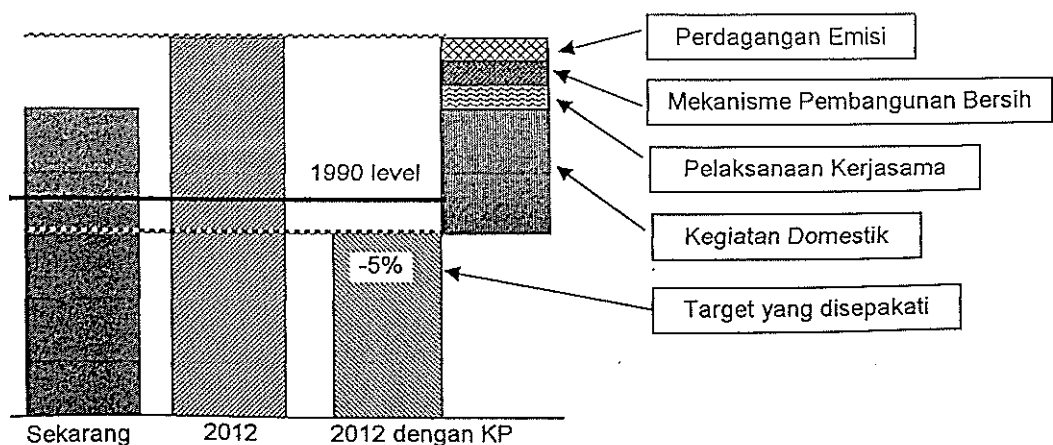 Perdagangan Emisi
Mekanisme Pembangunan Bersih
Pelaksanaan Kerjasama
Kegiatan Domestik
Target yang disepakati
1990 level
-5%
Sekarang
2012
2012 dengan KP